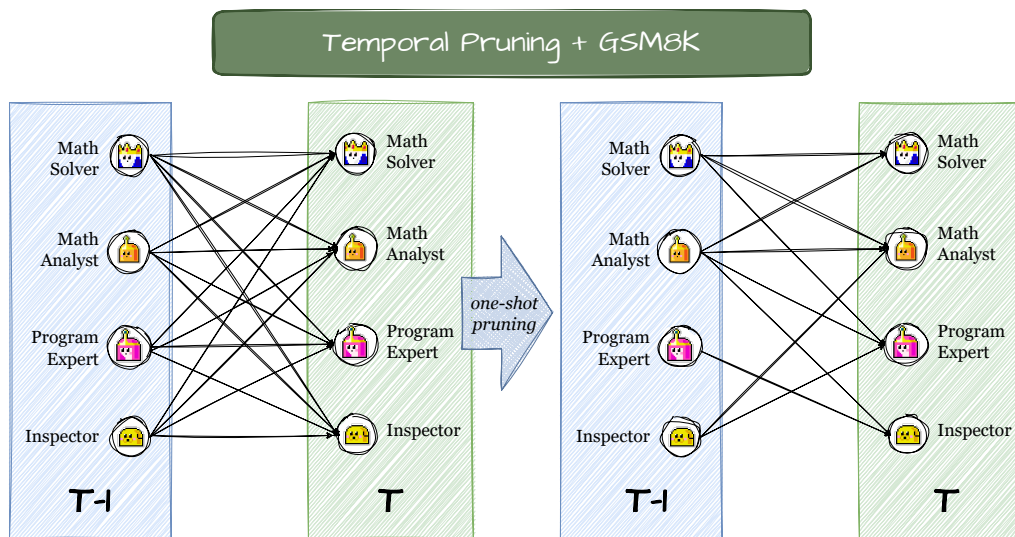 Temporal Pruning + GSM8K
Math
Solver
Math
Analyst
Program
Expert
Inspector
T-1
Math
Solver
Math
Analyst
Program
Expert
Inspector
T
one-shot
pruning
Math
Solver
Math
Analyst
Program
Expert
Inspector
T-1
Math
Solver
Math
Analyst
Program
Expert
Inspector
T